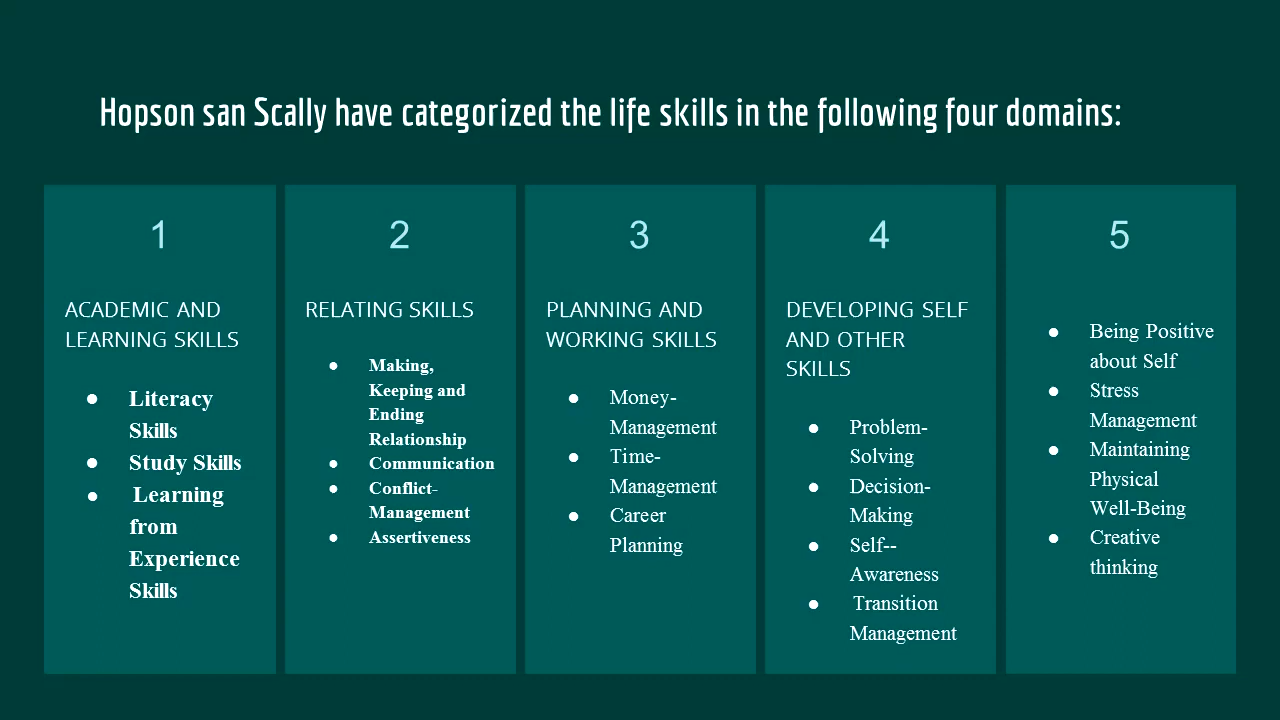 Hopson san Scally have categorized the life skills in the following four domains:
1
ACADEMIC AND
LEARNING SKILLS
● Literacy
Skills
● Study Skills
● Learning
from
Experience
Skills
2
RELATING SKILLS
● Making,
Keeping and
Ending
Relationship
● Communication
● Conflict-
Management
● Assertiveness
3
PLANNING AND
WORKING SKILLS
● Money-
Management
● Time-
Management
● Career
Planning
4
DEVELOPING SELF
AND OTHER
SKILLS
● Problem-
Solving
● Decision-
Making
● Self--
Awareness
● Transition
Management
5
● Being Positive
about Self
● Stress
Management
● Maintaining
Physical
Well-Being
● Creative
thinking